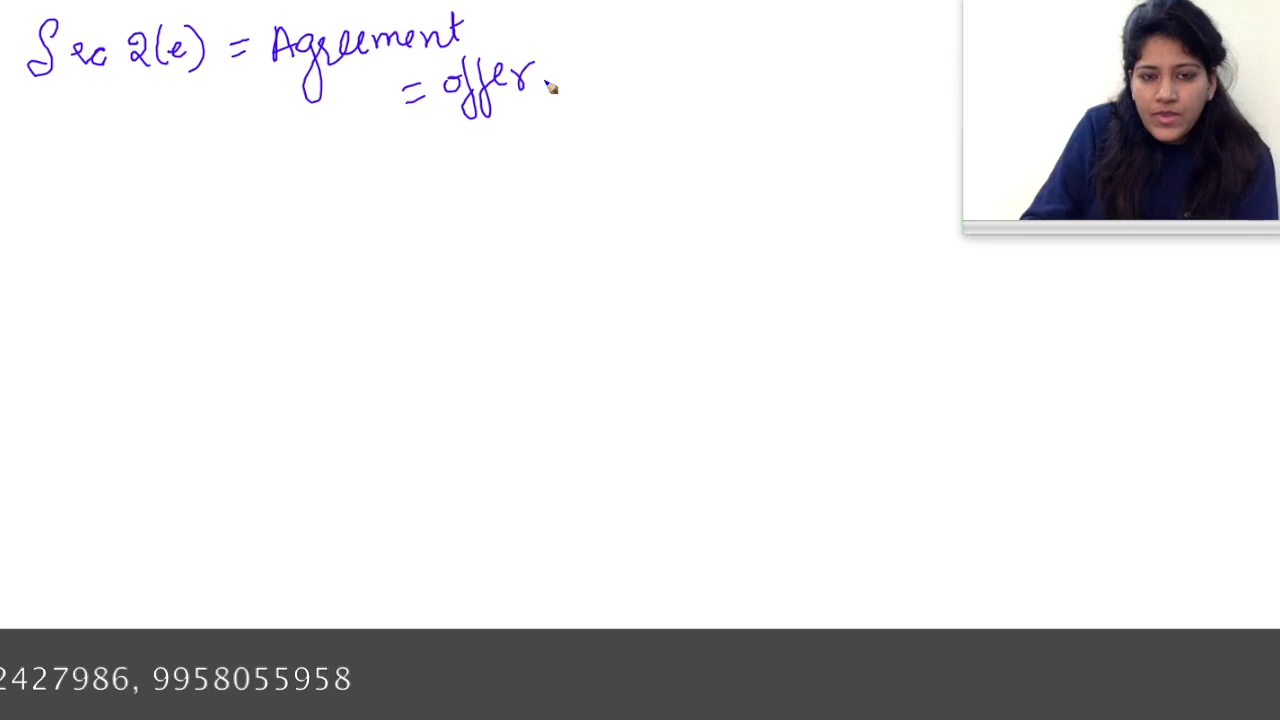 Sec 2(e) = Agreement
= offer
2427986, 9958055958